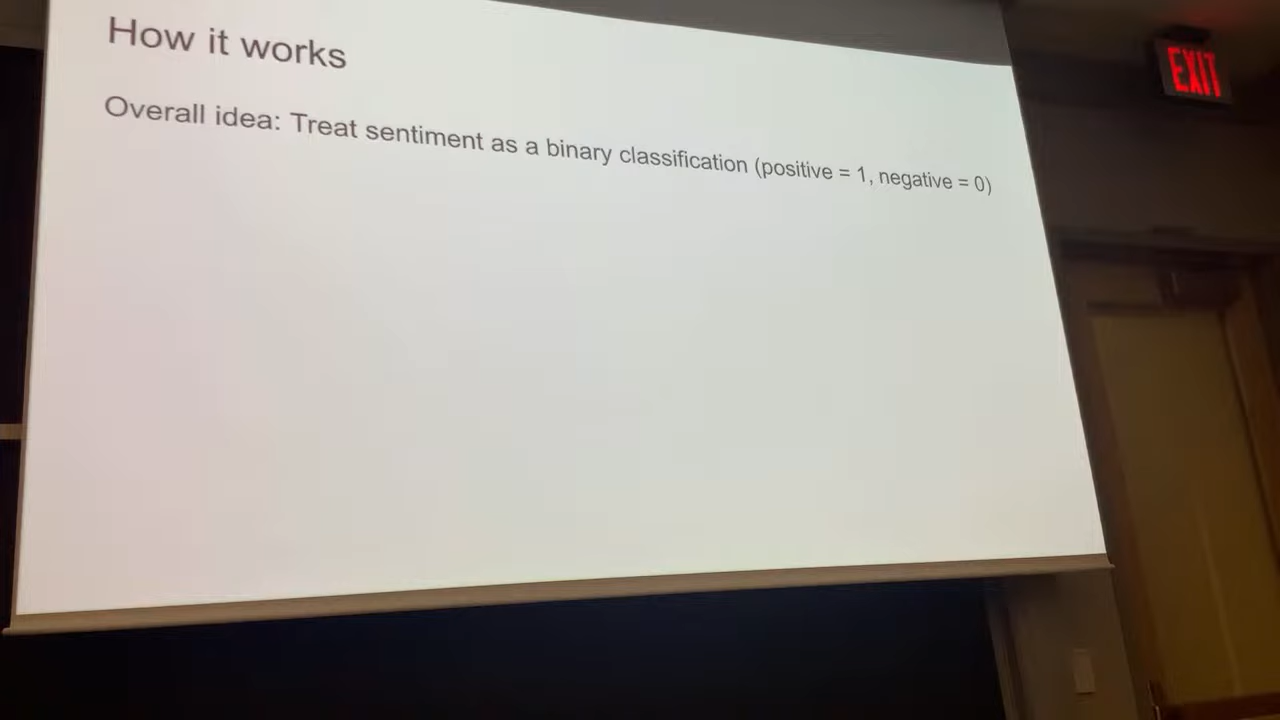 How it works
Overall idea: Treat sentiment as a binary classification (positive = 1, negative = 0)
EXIT